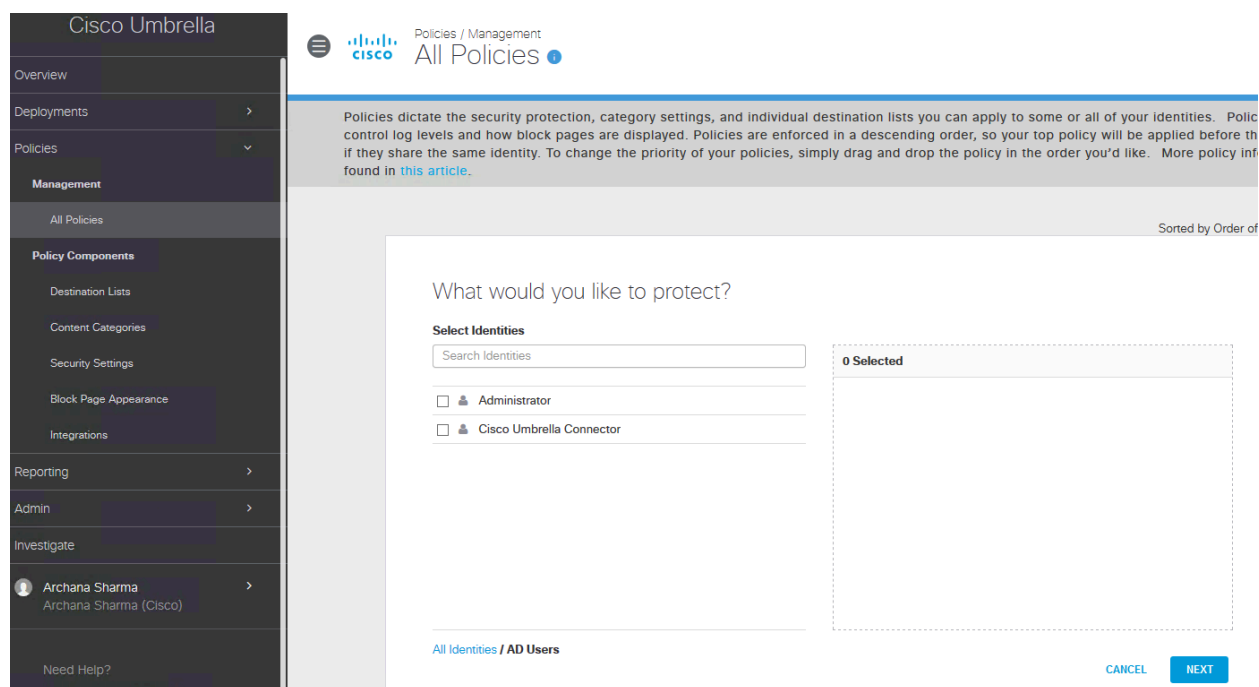 Cisco Umbrella
Overview
Deployments
Policies
Management
All Policies
Policy Components
Destination Lists
Content Categories
Security Settings
Block Page Appearance
Integrations
Reporting
Admin
Investigate
Archana Sharma
Archana Sharma (Cisco)
Need Help?
CISCO
Policies / Management
All Policies
Policies dictate the security protection, category settings, and individual destination lists you can apply to some or all of your identities. Polic
control log levels and how block pages are displayed. Policies are enforced in a descending order, so your top policy will be applied before th
if they share the same identity. To change the priority of your policies, simply drag and drop the policy in the order you'd like. More policy inf
found in this article.
Sorted by Order of
What would you like to protect?
Select Identities
Search Identities
0 Selected
Administrator
Cisco Umbrella Connector
All Identities / AD Users
CANCEL NEXT